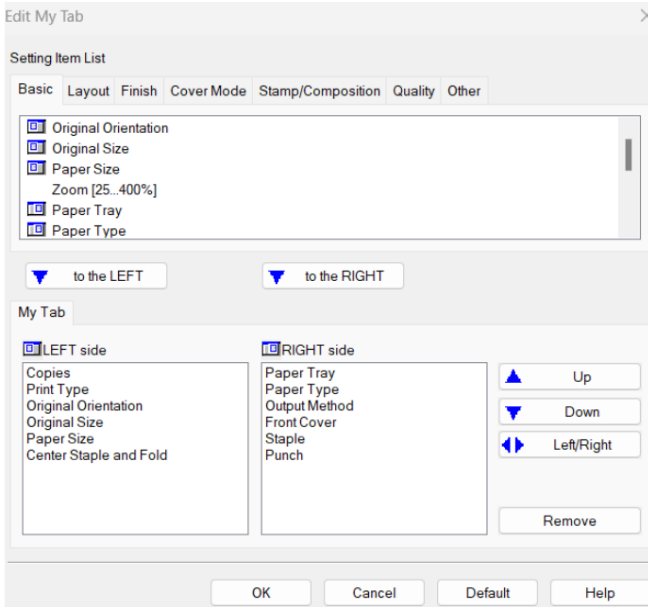 Edit My Tab
Setting Item List
Basic Layout Finish Cover Mode Stamp/Composition Quality Other
Original Orientation
Original Size
Paper Size
Zoom [25...400%]
Paper Tray
Paper Type
to the LEFT to the RIGHT
My Tab
LEFT side
Copies
Print Type
Original Orientation
Original Size
Paper Size
Center Staple and Fold
RIGHT side
Paper Tray
Paper Type
Output Method
Front Cover
Staple
Punch
Up
Down
Left/Right
Remove
OK Cancel Default Help